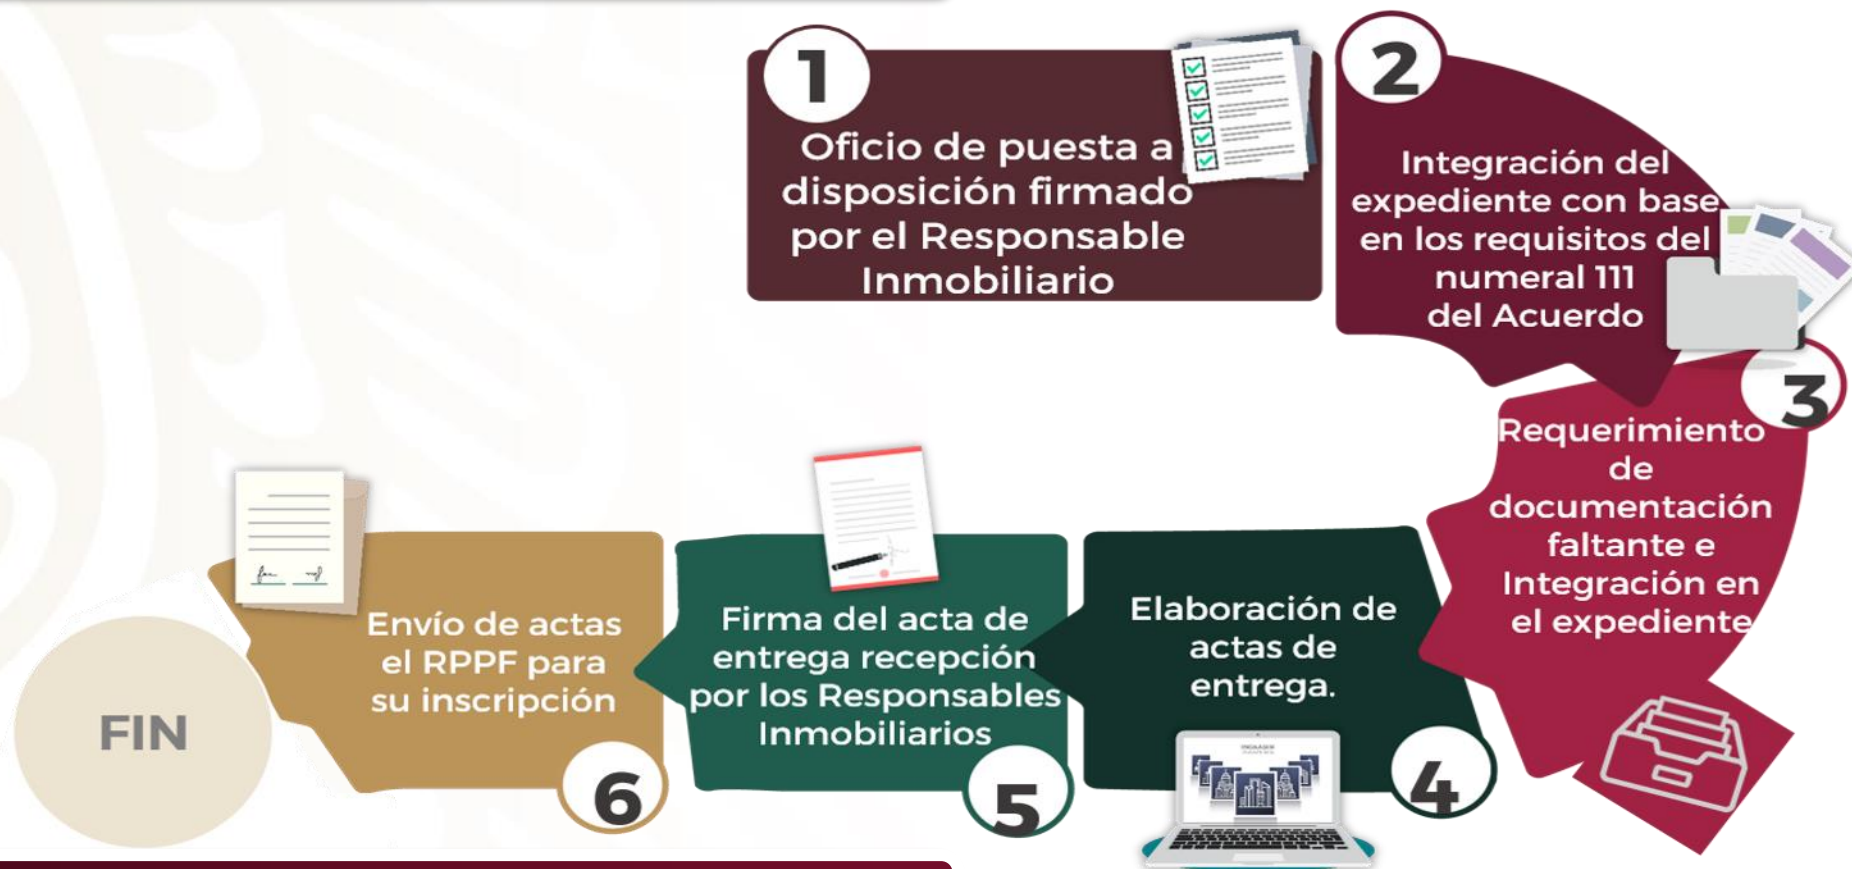 1
Oficio de puesta a
disposición firmado
por el Responsable
Inmobiliario
2
Integración del
expediente con base
en los requisitos del
numeral 111
del Acuerdo
3
Requerimiento
de
documentación
faltante e
Integración en
el expediente
4
Elaboración de
actas de
entrega.
5
Firma del acta de
entrega recepción
por los Responsables
Inmobiliarios
6
Envío de actas
el RPPF para
su inscripción
FIN